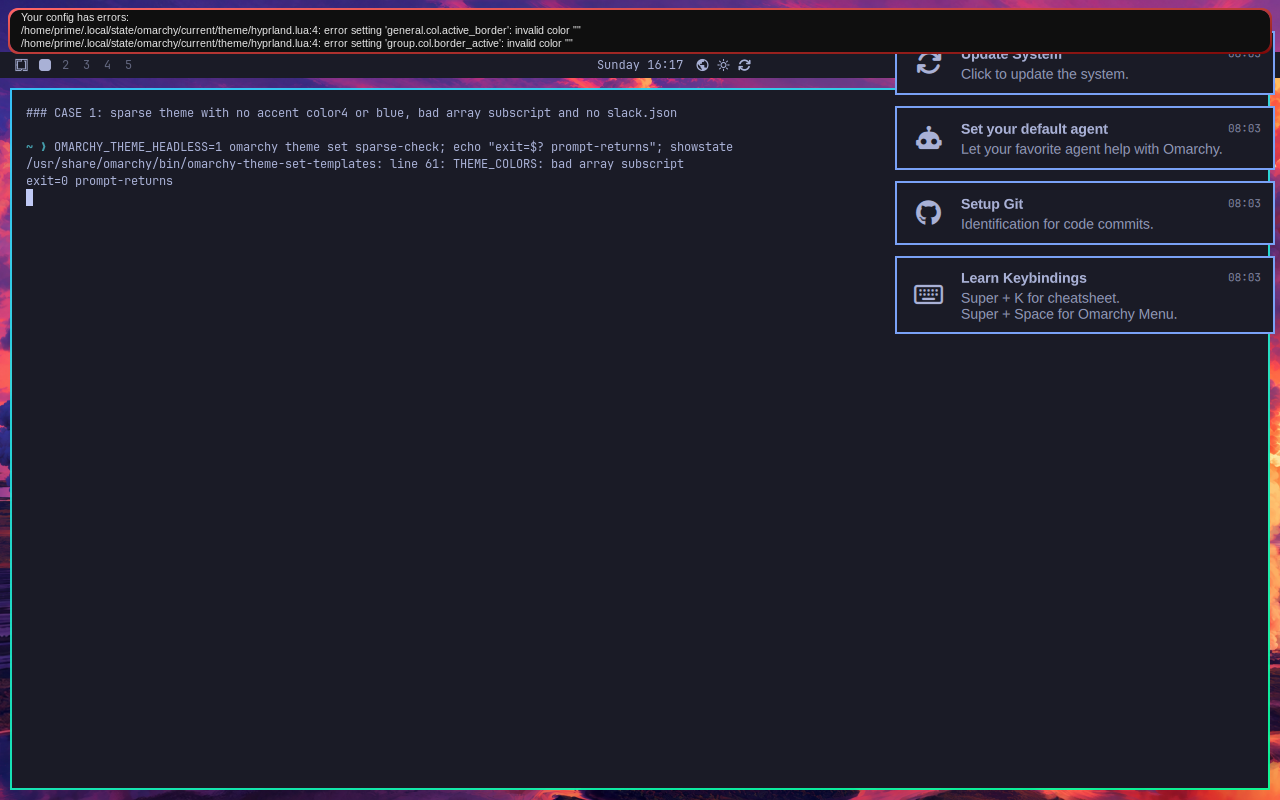 Your config has errors:
/home/prime/.local/state/omarchy/current/theme/hyprland.lua:4: error setting 'general.col.active_border': invalid color ""
/home/prime/.local/state/omarchy/current/theme/hyprland.lua:4: error setting 'group.col.border_active': invalid color ""
2 3 4 5
Sunday 16:17
Update System 08:03
Click to update the system.
Set your default agent 08:03
Let your favorite agent help with Omarchy.
Setup Git 08:03
Identification for code commits.
Learn Keybindings 08:03
Super + K for cheatsheet.
Super + Space for Omarchy Menu.
### CASE 1: sparse theme with no accent color4 or blue, bad array subscript and no slack.json
~ ❯ OMARCHY_THEME_HEADLESS=1 omarchy theme set sparse-check; echo "exit=$? prompt-returns"; showstate
/usr/share/omarchy/bin/omarchy-theme-set-templates: line 61: THEME_COLORS: bad array subscript
exit=0 prompt-returns